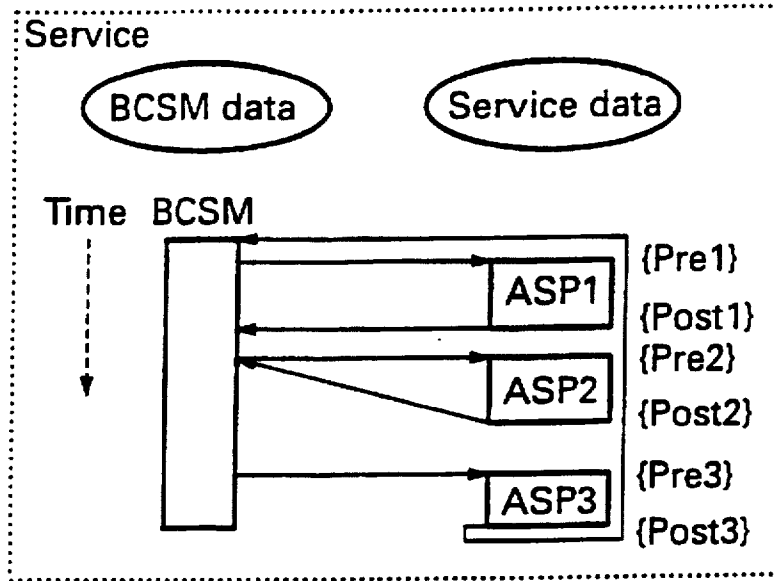 Service
BCSM data
Service data
Time BCSM
{Pre1}
ASP1
{Post1}
{Pre2}
ASP2
{Post2}
{Pre3}
ASP3
{Post3}